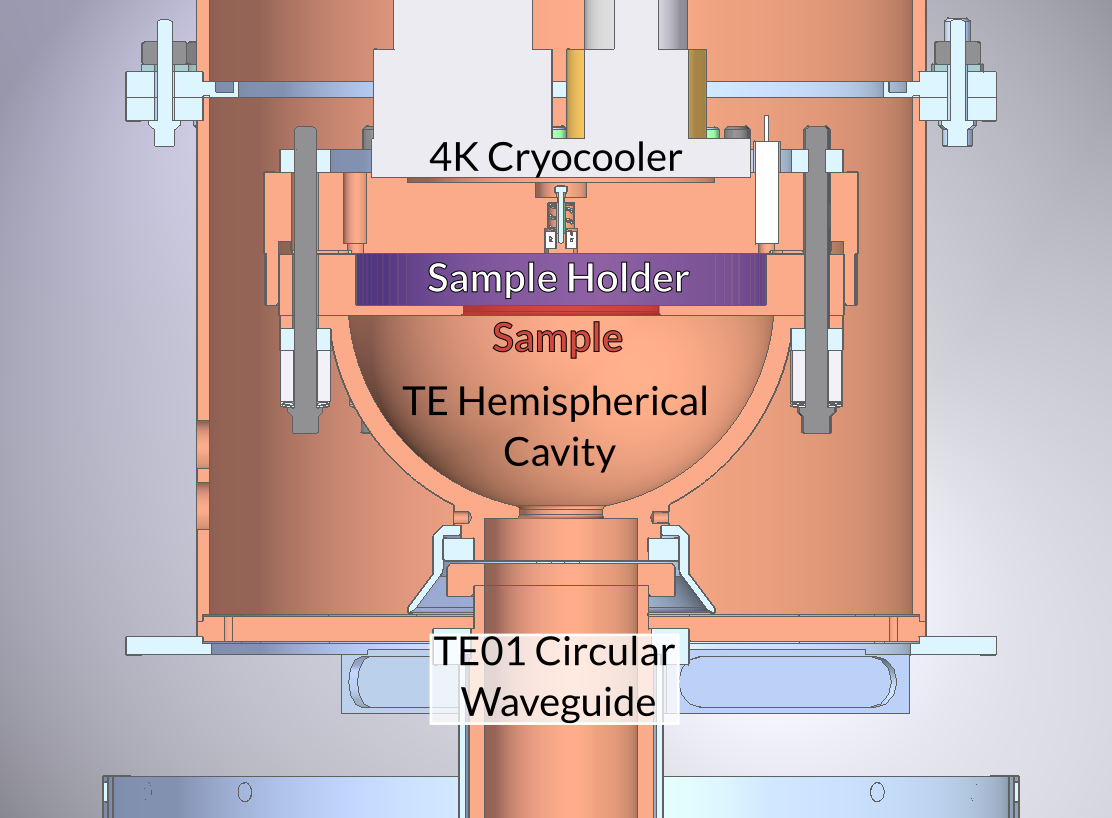 4K Cryocooler
Sample Holder
Sample
TE Hemispherical
Cavity
TE01 Circular
Waveguide